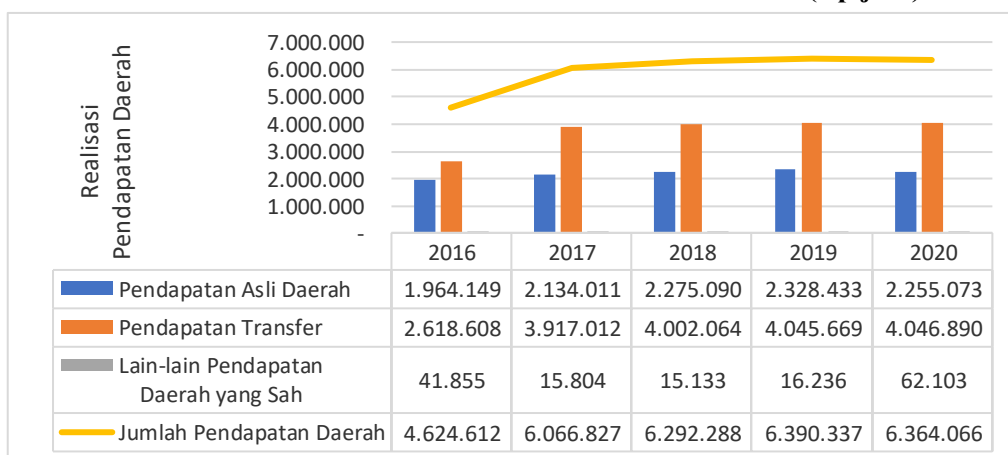 Realisasi
Pendapatan Daerah
7.000.000
6.000.000
5.000.000
4.000.000
3.000.000
2.000.000
1.000.000
-
2016 2017 2018 2019 2020
Pendapatan Asli Daerah 1.964.149 2.134.011 2.275.090 2.328.433 2.255.073
Pendapatan Transfer 2.618.608 3.917.012 4.002.064 4.045.669 4.046.890
Lain-lain Pendapatan
Daerah yang Sah 41.855 15.804 15.133 16.236 62.103
Jumlah Pendapatan Daerah 4.624.612 6.066.827 6.292.288 6.390.337 6.364.066